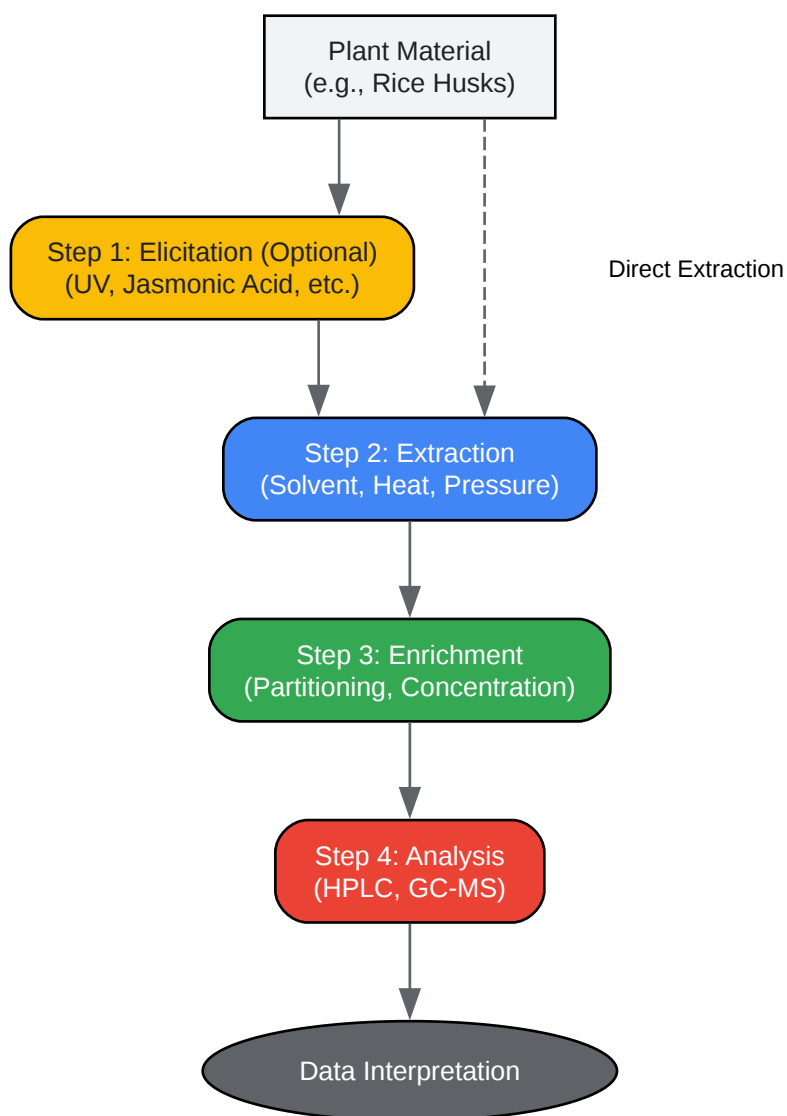 Plant Material
(e.g., Rice Husks)
Step 1: Elicitation (Optional)
(UV, Jasmonic Acid, etc.)
Direct Extraction
Step 2: Extraction
(Solvent, Heat, Pressure)
Step 3: Enrichment
(Partitioning, Concentration)
Step 4: Analysis
(HPLC, GC-MS)
Data Interpretation